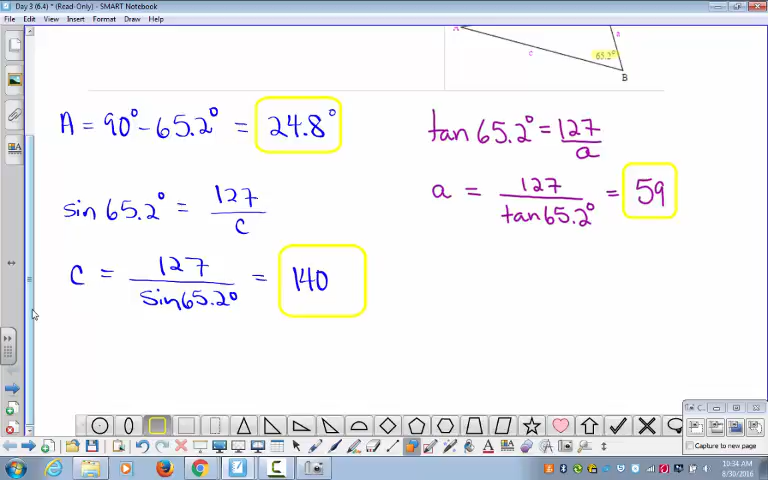 Day 3 (6.4) * (Read-Only) - SMART Notebook
File Edit View Insert Format Draw Help
A
a
65.2°
c
B
A = 90° - 65.2° = 24.8°
sin 65.2° = 127/c
c = 127/sin65.2° = 140
tan 65.2° = 127/a
a = 127/tan65.2° = 59
Capture to new page
10:34 AM
8/30/2016